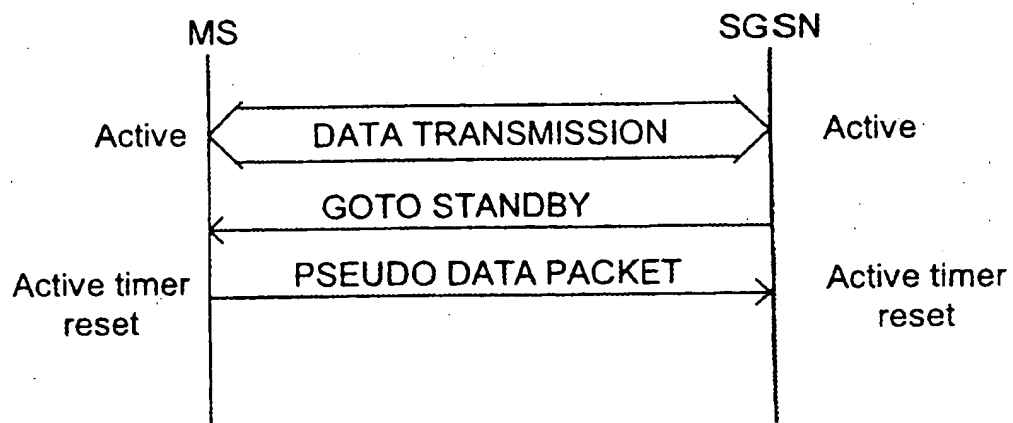 MS SGSN
Active DATA TRANSMISSION Active
GOTO STANDBY
Active timer reset
PSEUDO DATA PACKET
Active timer reset